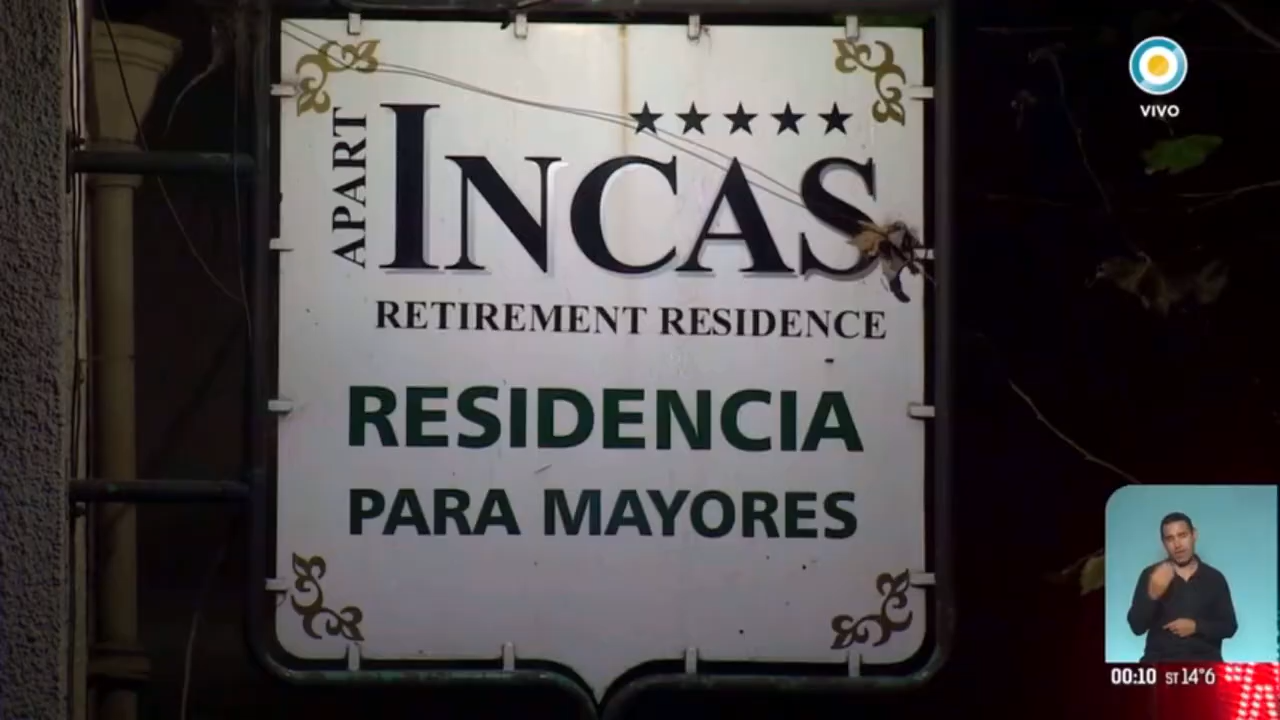 VIVO
★★★★★
APART
INCAS
RETIREMENT RESIDENCE
RESIDENCIA
PARA MAYORES
00:10 ST 14°6